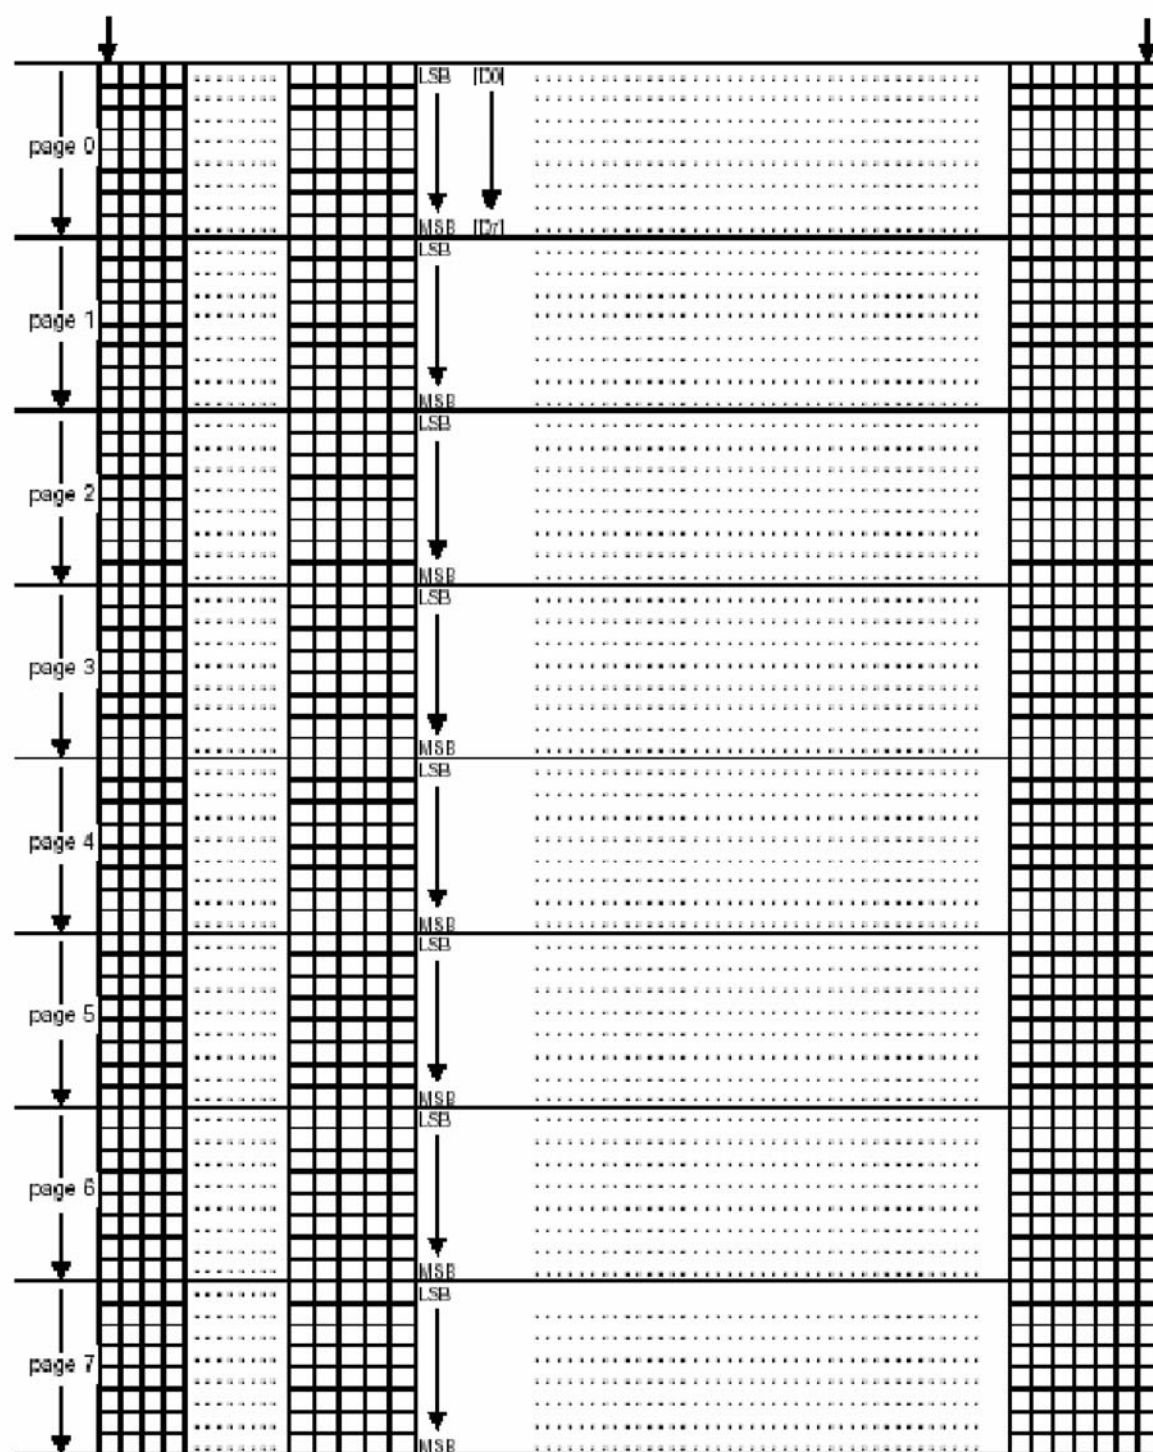 LSB [D0]
page 0
MSB [D7]
LSB
page 1
MSB
LSB
page 2
MSB
LSB
page 3
MSB
LSB
page 4
MSB
LSB
page 5
MSB
LSB
page 6
MSB
LSB
page 7
MSB